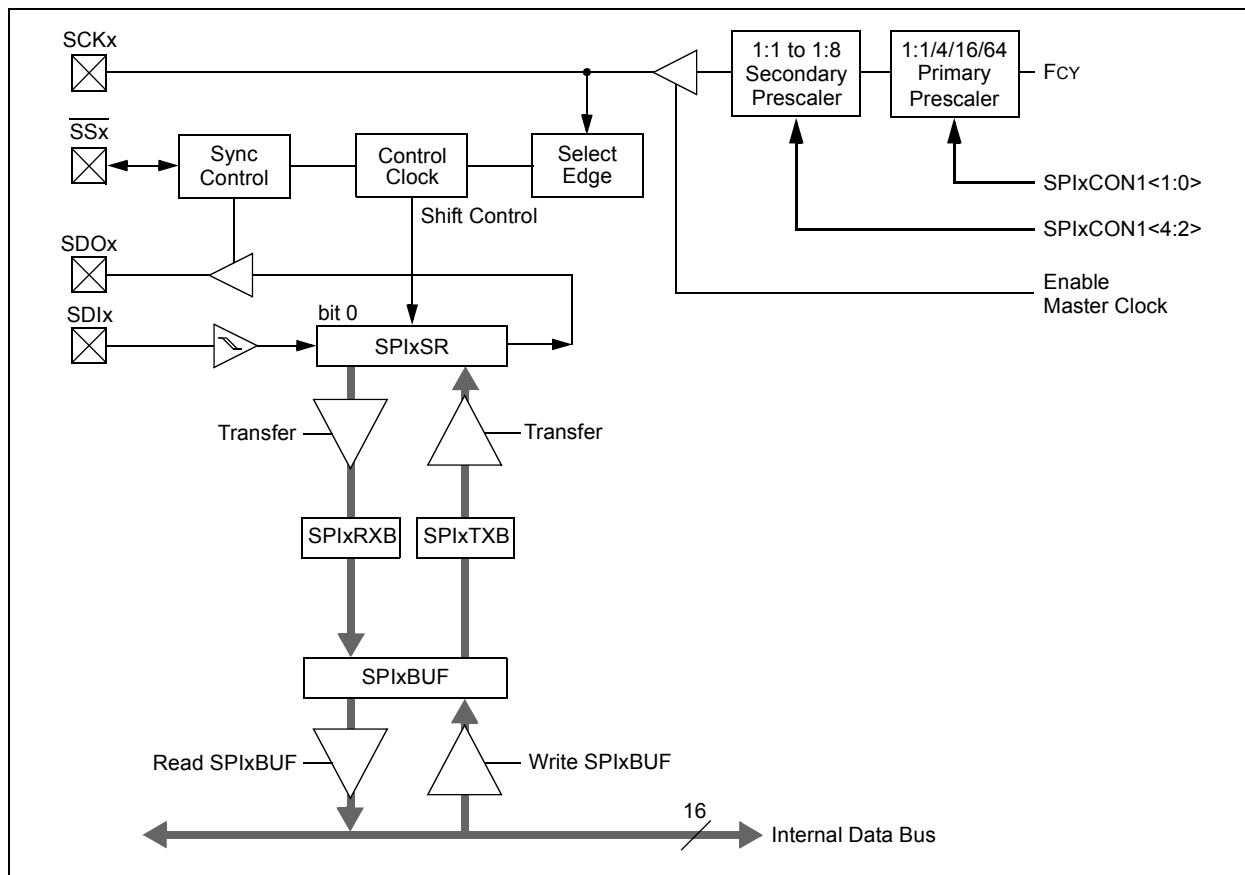 SCKx
1:1 to 1:8
Secondary
Prescaler
1:1/4/16/64
Primary
Prescaler
FCY
SSx
Sync
Control
Control
Clock
Select
Edge
SPIxCON1<1:0>
Shift Control
SPIxCON1<4:2>
SDOx
Enable
Master Clock
SDIx
bit 0
SPIxSR
Transfer
Transfer
SPIxRXB
SPIxTXB
SPIxBUF
Read SPIxBUF
Write SPIxBUF
16
Internal Data Bus